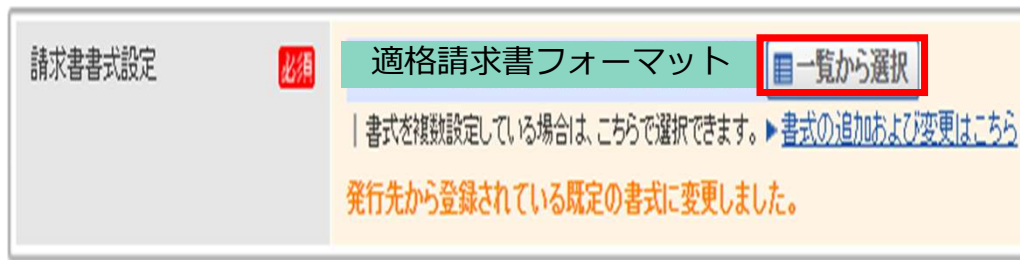 請求書書式設定 必須 適格請求書フォーマット 一覧から選択
| 書式を複数設定している場合は、こちらで選択できます。▶書式の追加および変更はこちら
発行先から登録されている既定の書式に変更しました。